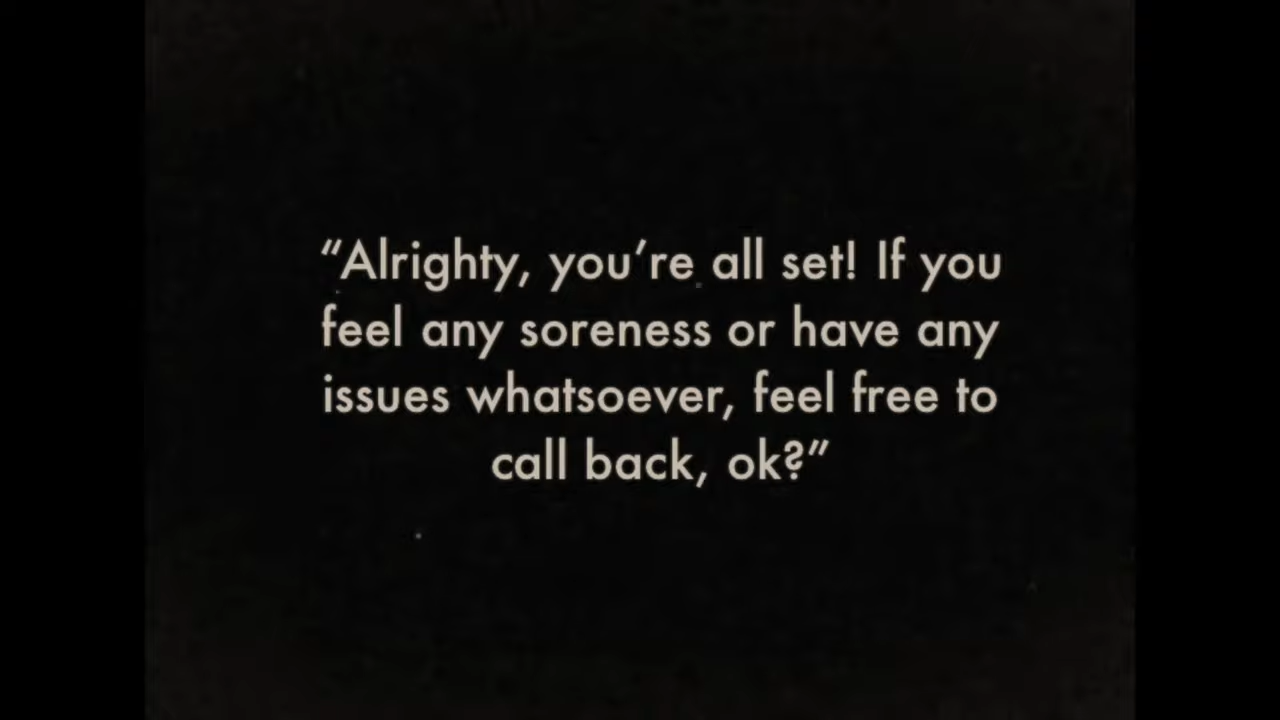 “Alrighty, you’re all set! If you
feel any soreness or have any
issues whatsoever, feel free to
call back, ok?”